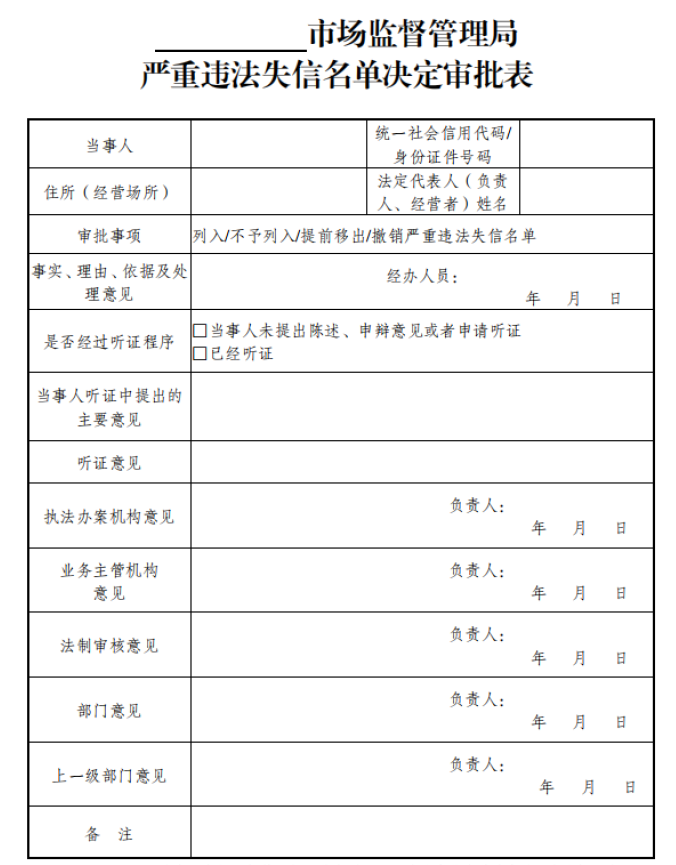 ________市场监督管理局
严重违法失信名单决定审批表
当事人
统一社会信用代码/
身份证件号码
住所（经营场所）
法定代表人（负责
人、经营者）姓名
审批事项
列入/不予列入/提前移出/撤销严重违法失信名单
事实、理由、依据及处
理意见
经办人员：
年 月 日
是否经过听证程序
□当事人未提出陈述、申辩意见或者申请听证
□已经听证
当事人听证中提出的
主要意见
听证意见
执法办案机构意见
负责人：
年 月 日
业务主管机构
意见
负责人：
年 月 日
法制审核意见
负责人：
年 月 日
部门意见
负责人：
年 月 日
上一级部门意见
负责人：
年 月 日
备 注